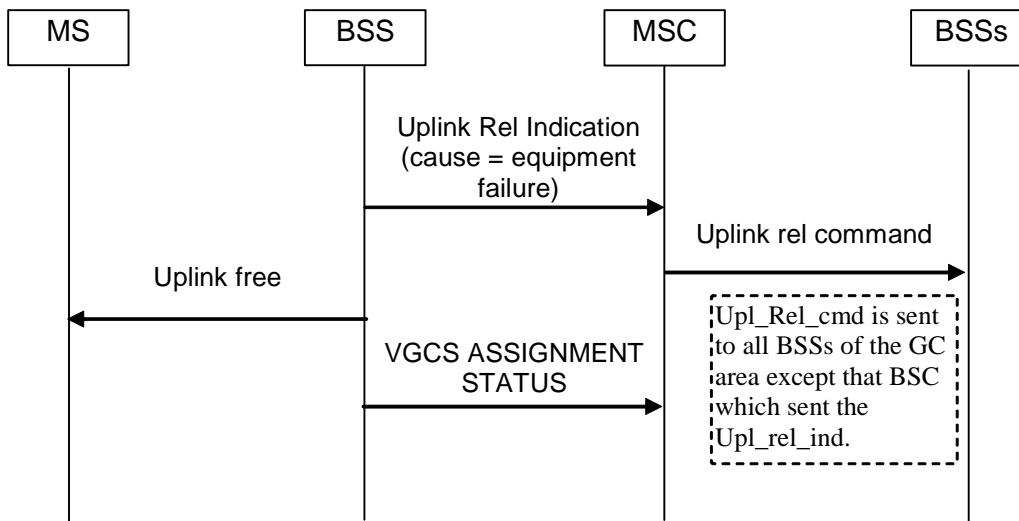 MS
BSS
MSC
BSSs
Uplink Rel Indication
(cause = equipment
failure)
Uplink rel command
Uplink free
Upl_Rel_cmd is sent
to all BSSs of the GC
area except that BSC
which sent the
Upl_rel_ind.
VGCS ASSIGNMENT
STATUS